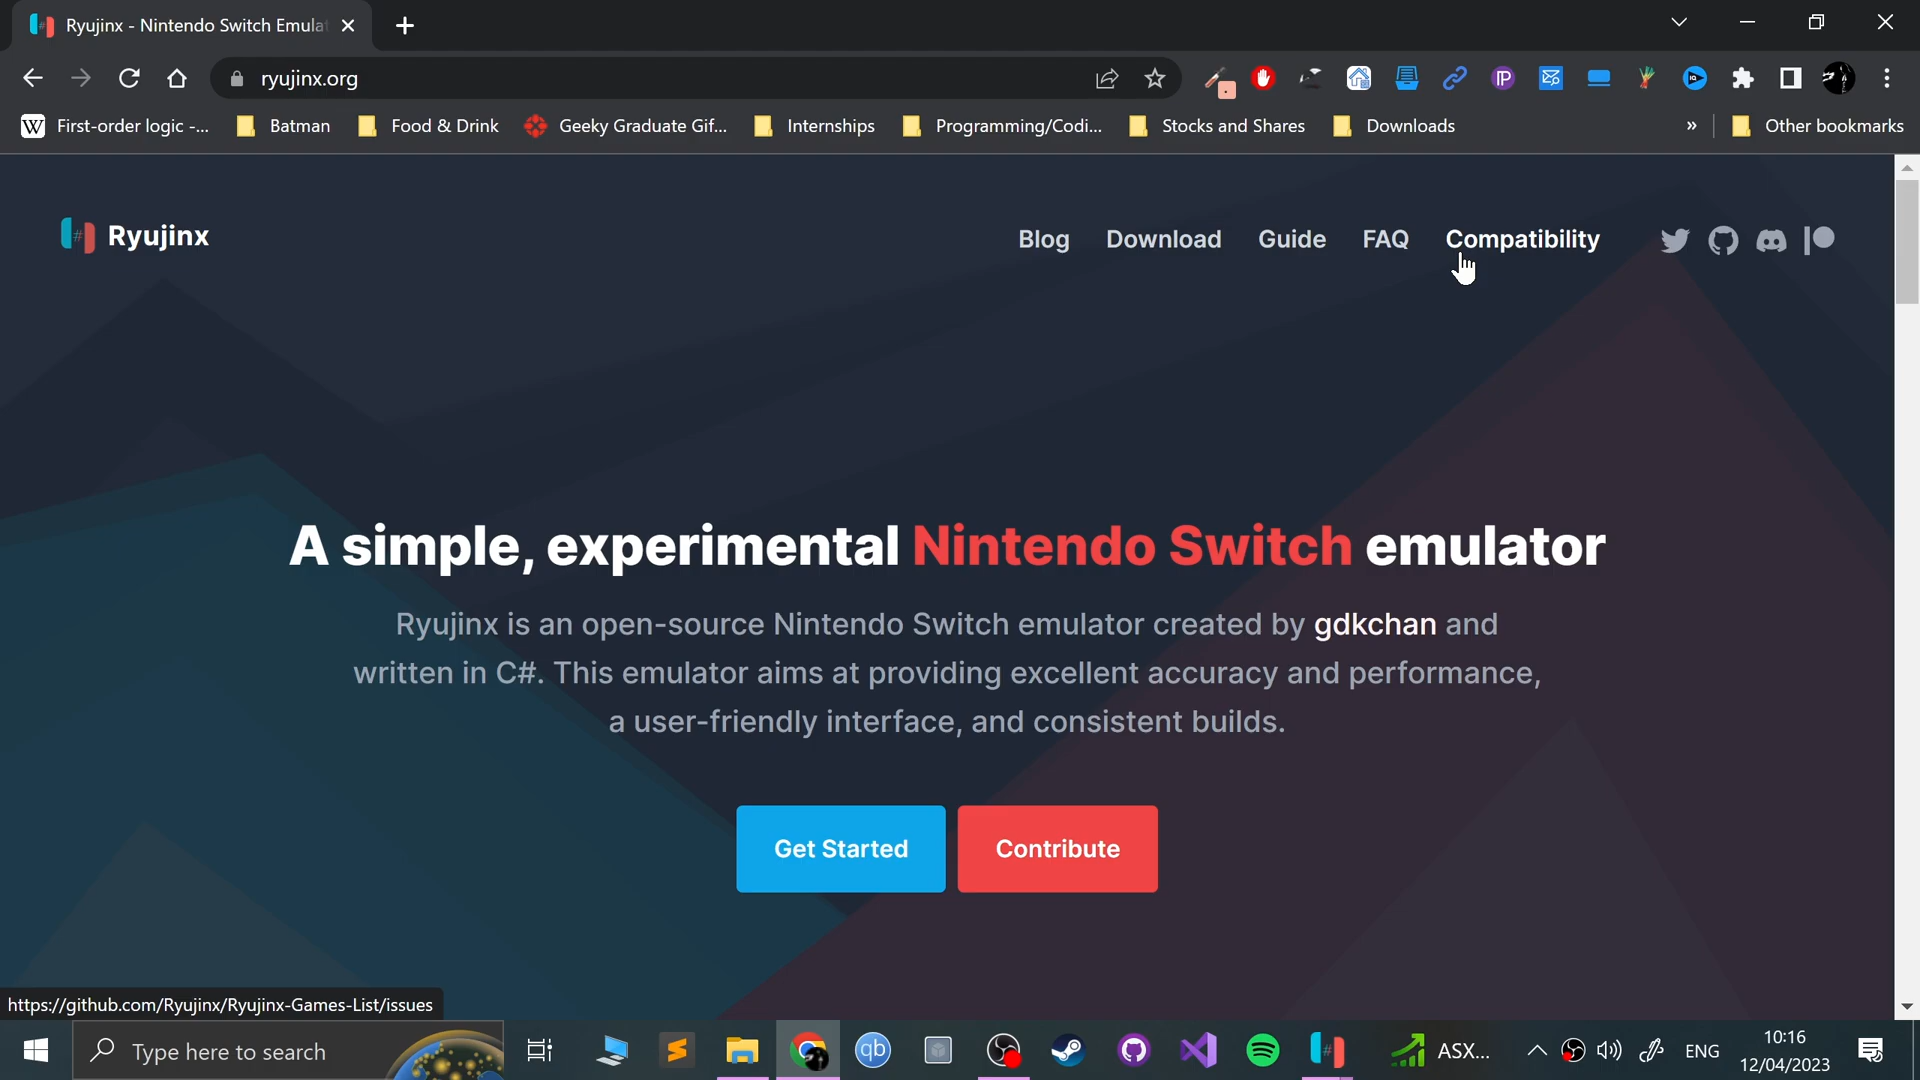 Ryujinx - Nintendo Switch Emula
ryujinx.org
First-order logic -...
Batman
Food & Drink
Geeky Graduate Gif...
Internships
Programming/Codi...
Stocks and Shares
Downloads
»
Other bookmarks
Ryujinx
Blog
Download
Guide
FAQ
Compatibility
A simple, experimental Nintendo Switch emulator
Ryujinx is an open-source Nintendo Switch emulator created by gdkchan and
written in C#. This emulator aims at providing excellent accuracy and performance,
a user-friendly interface, and consistent builds.
Get Started
Contribute
https://github.com/Ryujinx/Ryujinx-Games-List/issues
Type here to search
qb
ASX...
ENG
10:16
12/04/2023